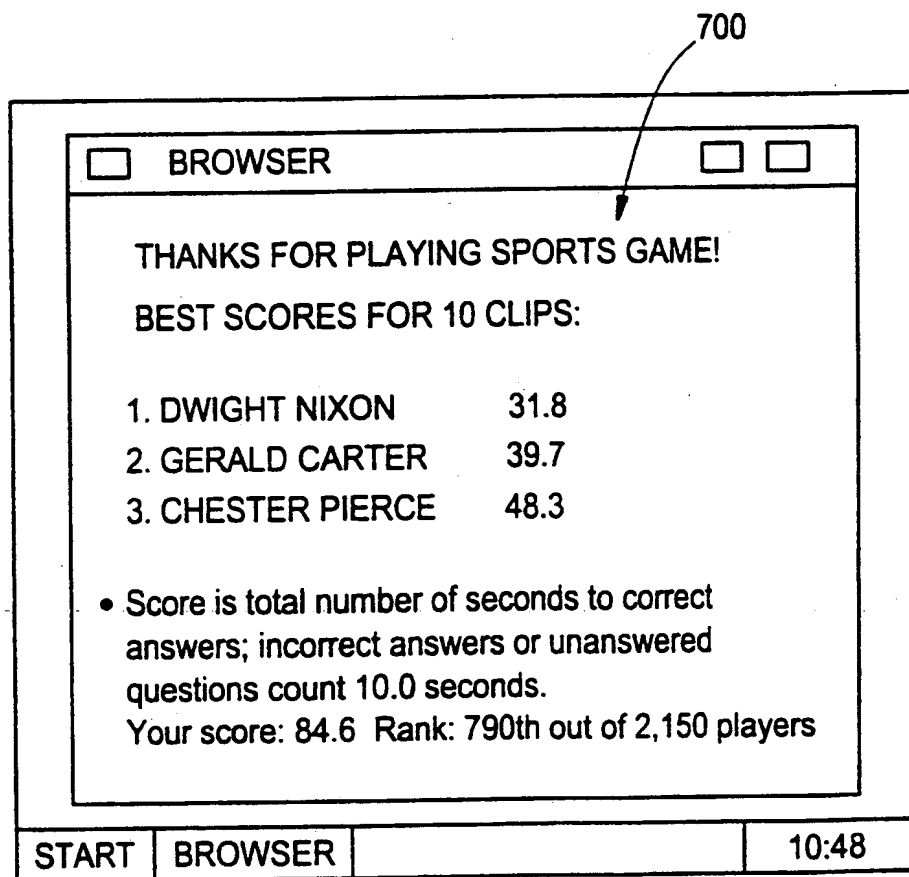 700
BROWSER
THANKS FOR PLAYING SPORTS GAME!
BEST SCORES FOR 10 CLIPS:
1. DWIGHT NIXON 31.8
2. GERALD CARTER 39.7
3. CHESTER PIERCE 48.3
• Score is total number of seconds to correct
answers; incorrect answers or unanswered
questions count 10.0 seconds.
Your score: 84.6 Rank: 790th out of 2,150 players
START BROWSER 10:48